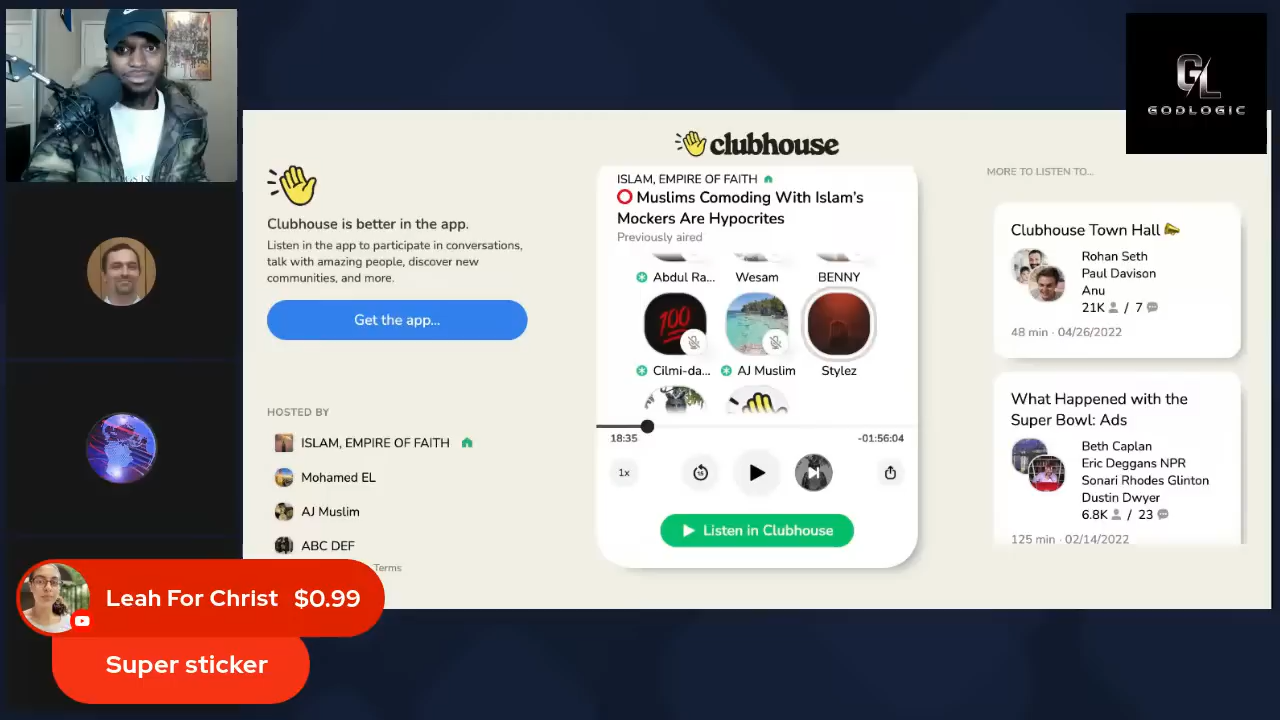 GL
GODLOGIC
clubhouse
Clubhouse is better in the app.
Listen in the app to participate in conversations,
talk with amazing people, discover new
communities, and more.
Get the app...
HOSTED BY
ISLAM, EMPIRE OF FAITH
Mohamed EL
AJ Muslim
ABC DEF
Terms
ISLAM, EMPIRE OF FAITH
Muslims Comoding With Islam's
Mockers Are Hypocrites
Previously aired
Abdul Ra...
Wesam
BENNY
100
Cilmi-da...
AJ Muslim
Stylez
18:35
-01:56:04
1x
15
Listen in Clubhouse
MORE TO LISTEN TO...
Clubhouse Town Hall
Rohan Seth
Paul Davison
Anu
21K / 7
48 min · 04/26/2022
What Happened with the
Super Bowl: Ads
Beth Caplan
Eric Deggans NPR
Sonari Rhodes Glinton
Dustin Dwyer
6.8K / 23
125 min · 02/14/2022
Leah For Christ $0.99
Super sticker